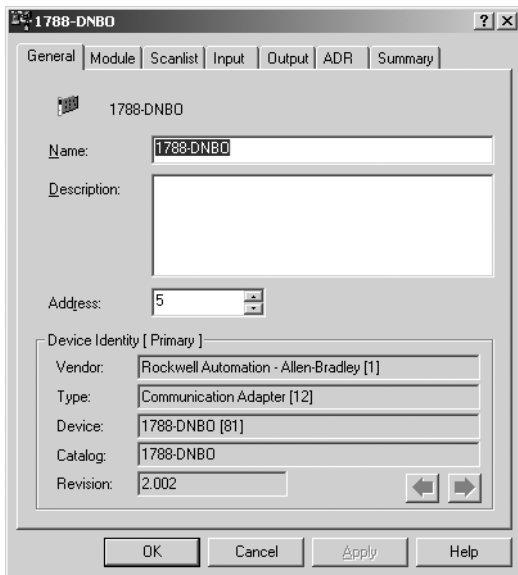 1788-DNBO
General Module Scanlist Input Output ADR Summary
1788-DNBO
Name: 1788-DNBO
Description:
Address: 5
Device Identity [ Primary ]
Vendor: Rockwell Automation - Allen-Bradley [1]
Type: Communication Adapter [12]
Device: 1788-DNBO [81]
Catalog: 1788-DNBO
Revision: 2.002
OK Cancel Apply Help